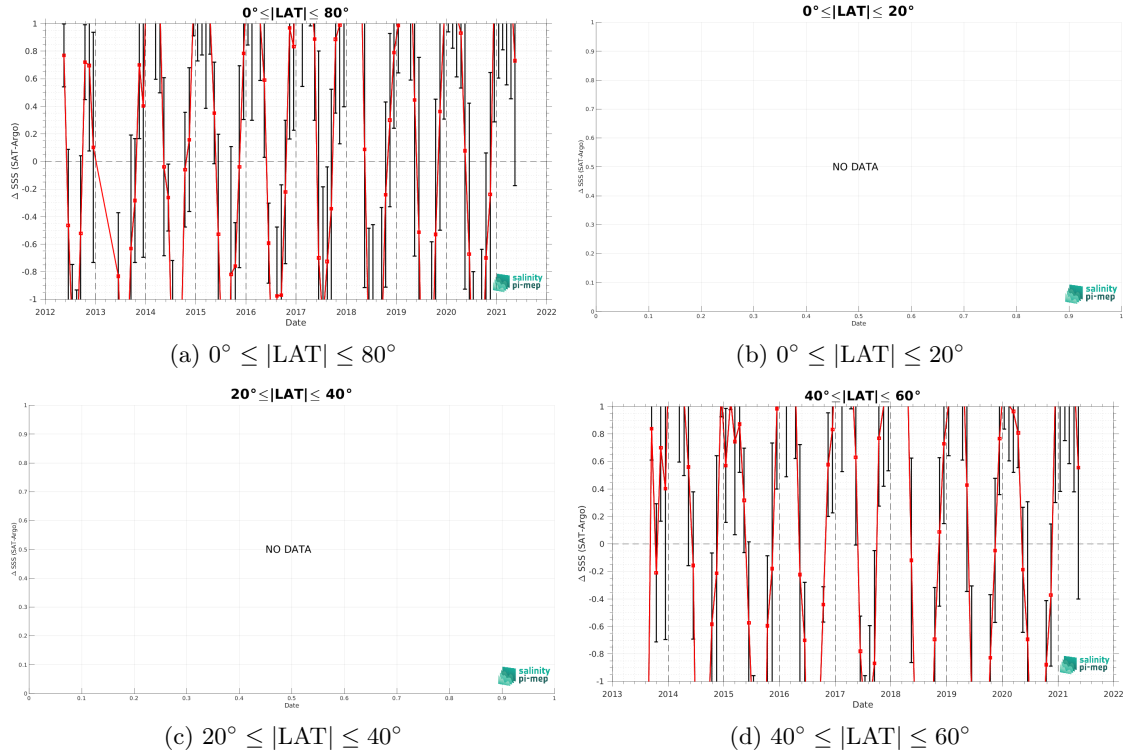 0°≤|LAT|≤ 80°
1
0.8
0.6
0.4
0.2
0
-0.2
-0.4
-0.6
-0.8
-1
Δ SSS (SAT-Argo)
2012 2013 2014 2015 2016 2017 2018 2019 2020 2021 2022
Date
salinity
pi-mep
(a) 0° ≤ |LAT| ≤ 80°
0°≤|LAT|≤ 20°
1
0.9
0.8
0.7
0.6
0.5
0.4
0.3
0.2
0.1
0
Δ SSS (SAT-Argo)
NO DATA
0 0.1 0.2 0.3 0.4 0.5 0.6 0.7 0.8 0.9 1
Date
salinity
pi-mep
(b) 0° ≤ |LAT| ≤ 20°
20°≤|LAT|≤ 40°
1
0.9
0.8
0.7
0.6
0.5
0.4
0.3
0.2
0.1
0
Δ SSS (SAT-Argo)
NO DATA
0 0.1 0.2 0.3 0.4 0.5 0.6 0.7 0.8 0.9 1
Date
salinity
pi-mep
(c) 20° ≤ |LAT| ≤ 40°
40°≤|LAT|≤ 60°
1
0.8
0.6
0.4
0.2
0
-0.2
-0.4
-0.6
-0.8
-1
Δ SSS (SAT-Argo)
2013 2014 2015 2016 2017 2018 2019 2020 2021 2022
Date
salinity
pi-mep
(d) 40° ≤ |LAT| ≤ 60°